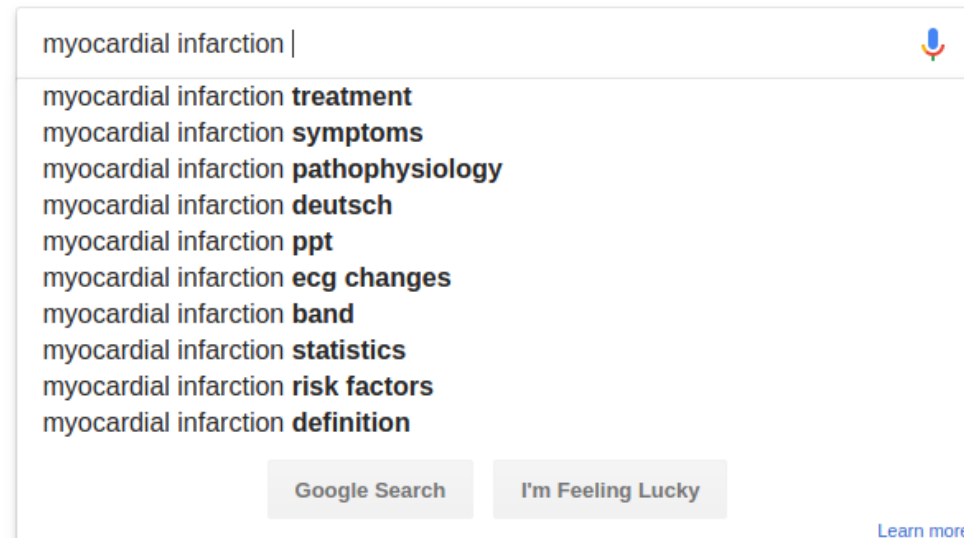 myocardial infarction
myocardial infarction treatment
myocardial infarction symptoms
myocardial infarction pathophysiology
myocardial infarction deutsch
myocardial infarction ppt
myocardial infarction ecg changes
myocardial infarction band
myocardial infarction statistics
myocardial infarction risk factors
myocardial infarction definition
Google Search I'm Feeling Lucky
Learn more